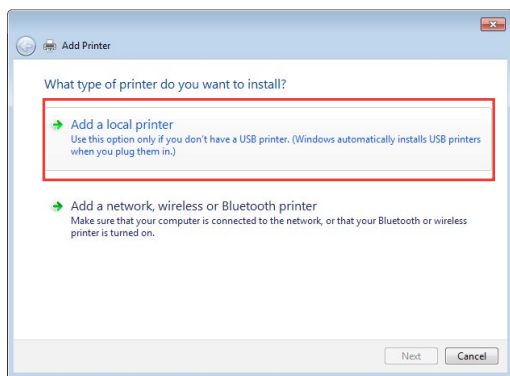 Add Printer
What type of printer do you want to install?
Add a local printer
Use this option only if you don't have a USB printer. (Windows automatically installs USB printers
when you plug them in.)
Add a network, wireless or Bluetooth printer
Make sure that your computer is connected to the network, or that your Bluetooth or wireless
printer is turned on.
Next Cancel